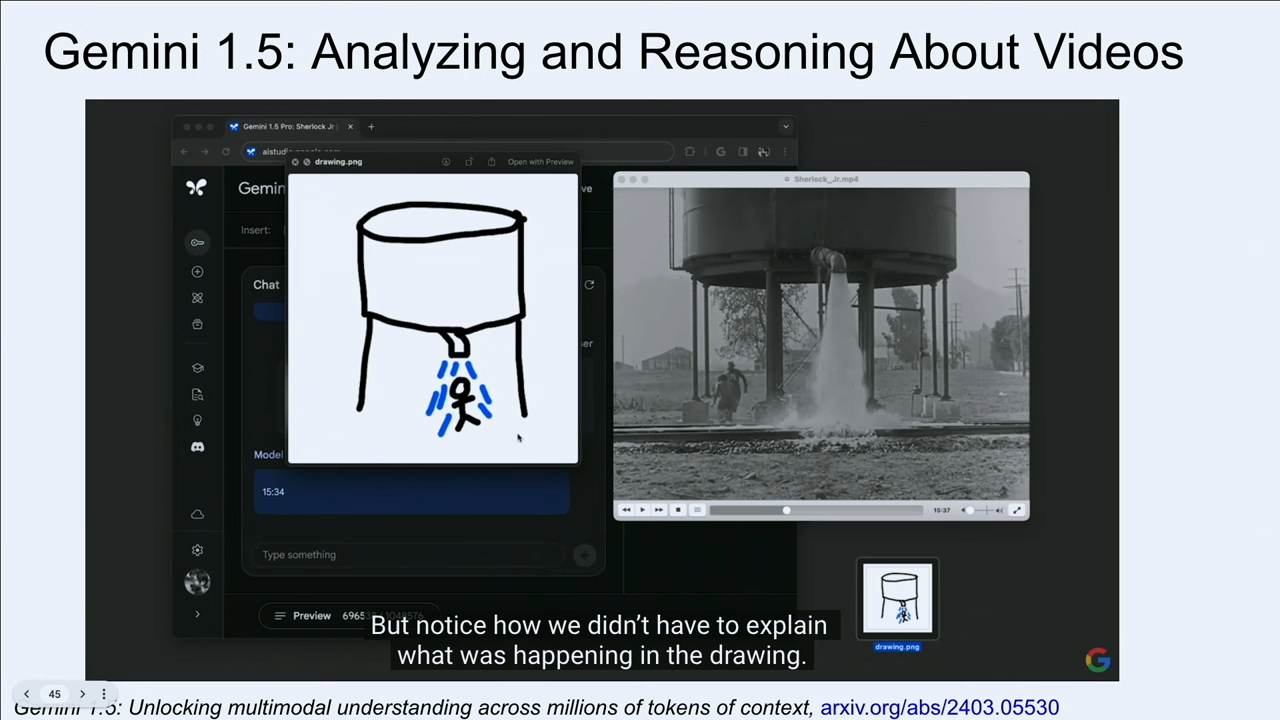 Gemini 1.5: Analyzing and Reasoning About Videos
Gemini 1.5 Pro: Sherlock Jr
drawing.png
Open with Preview
Sherlock_Jr.mp4
Insert:
Chat
Model
15:34
15:37
Type something
Preview
But notice how we didn't have to explain
what was happening in the drawing.
drawing.png
45
Gemini 1.5: Unlocking multimodal understanding across millions of tokens of context, arxiv.org/abs/2403.05530